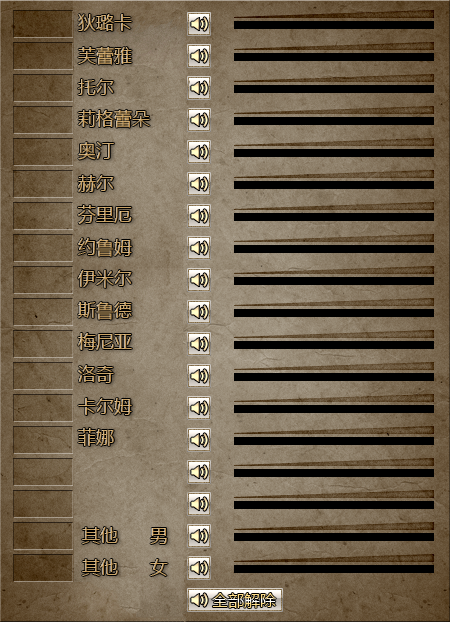 狄璐卡
芙蕾雅
托尔
莉格蕾朵
奥汀
赫尔
芬里厄
约鲁姆
伊米尔
斯鲁德
梅尼亚
洛奇
卡尔姆
菲娜
其他 男
其他 女
全部解除